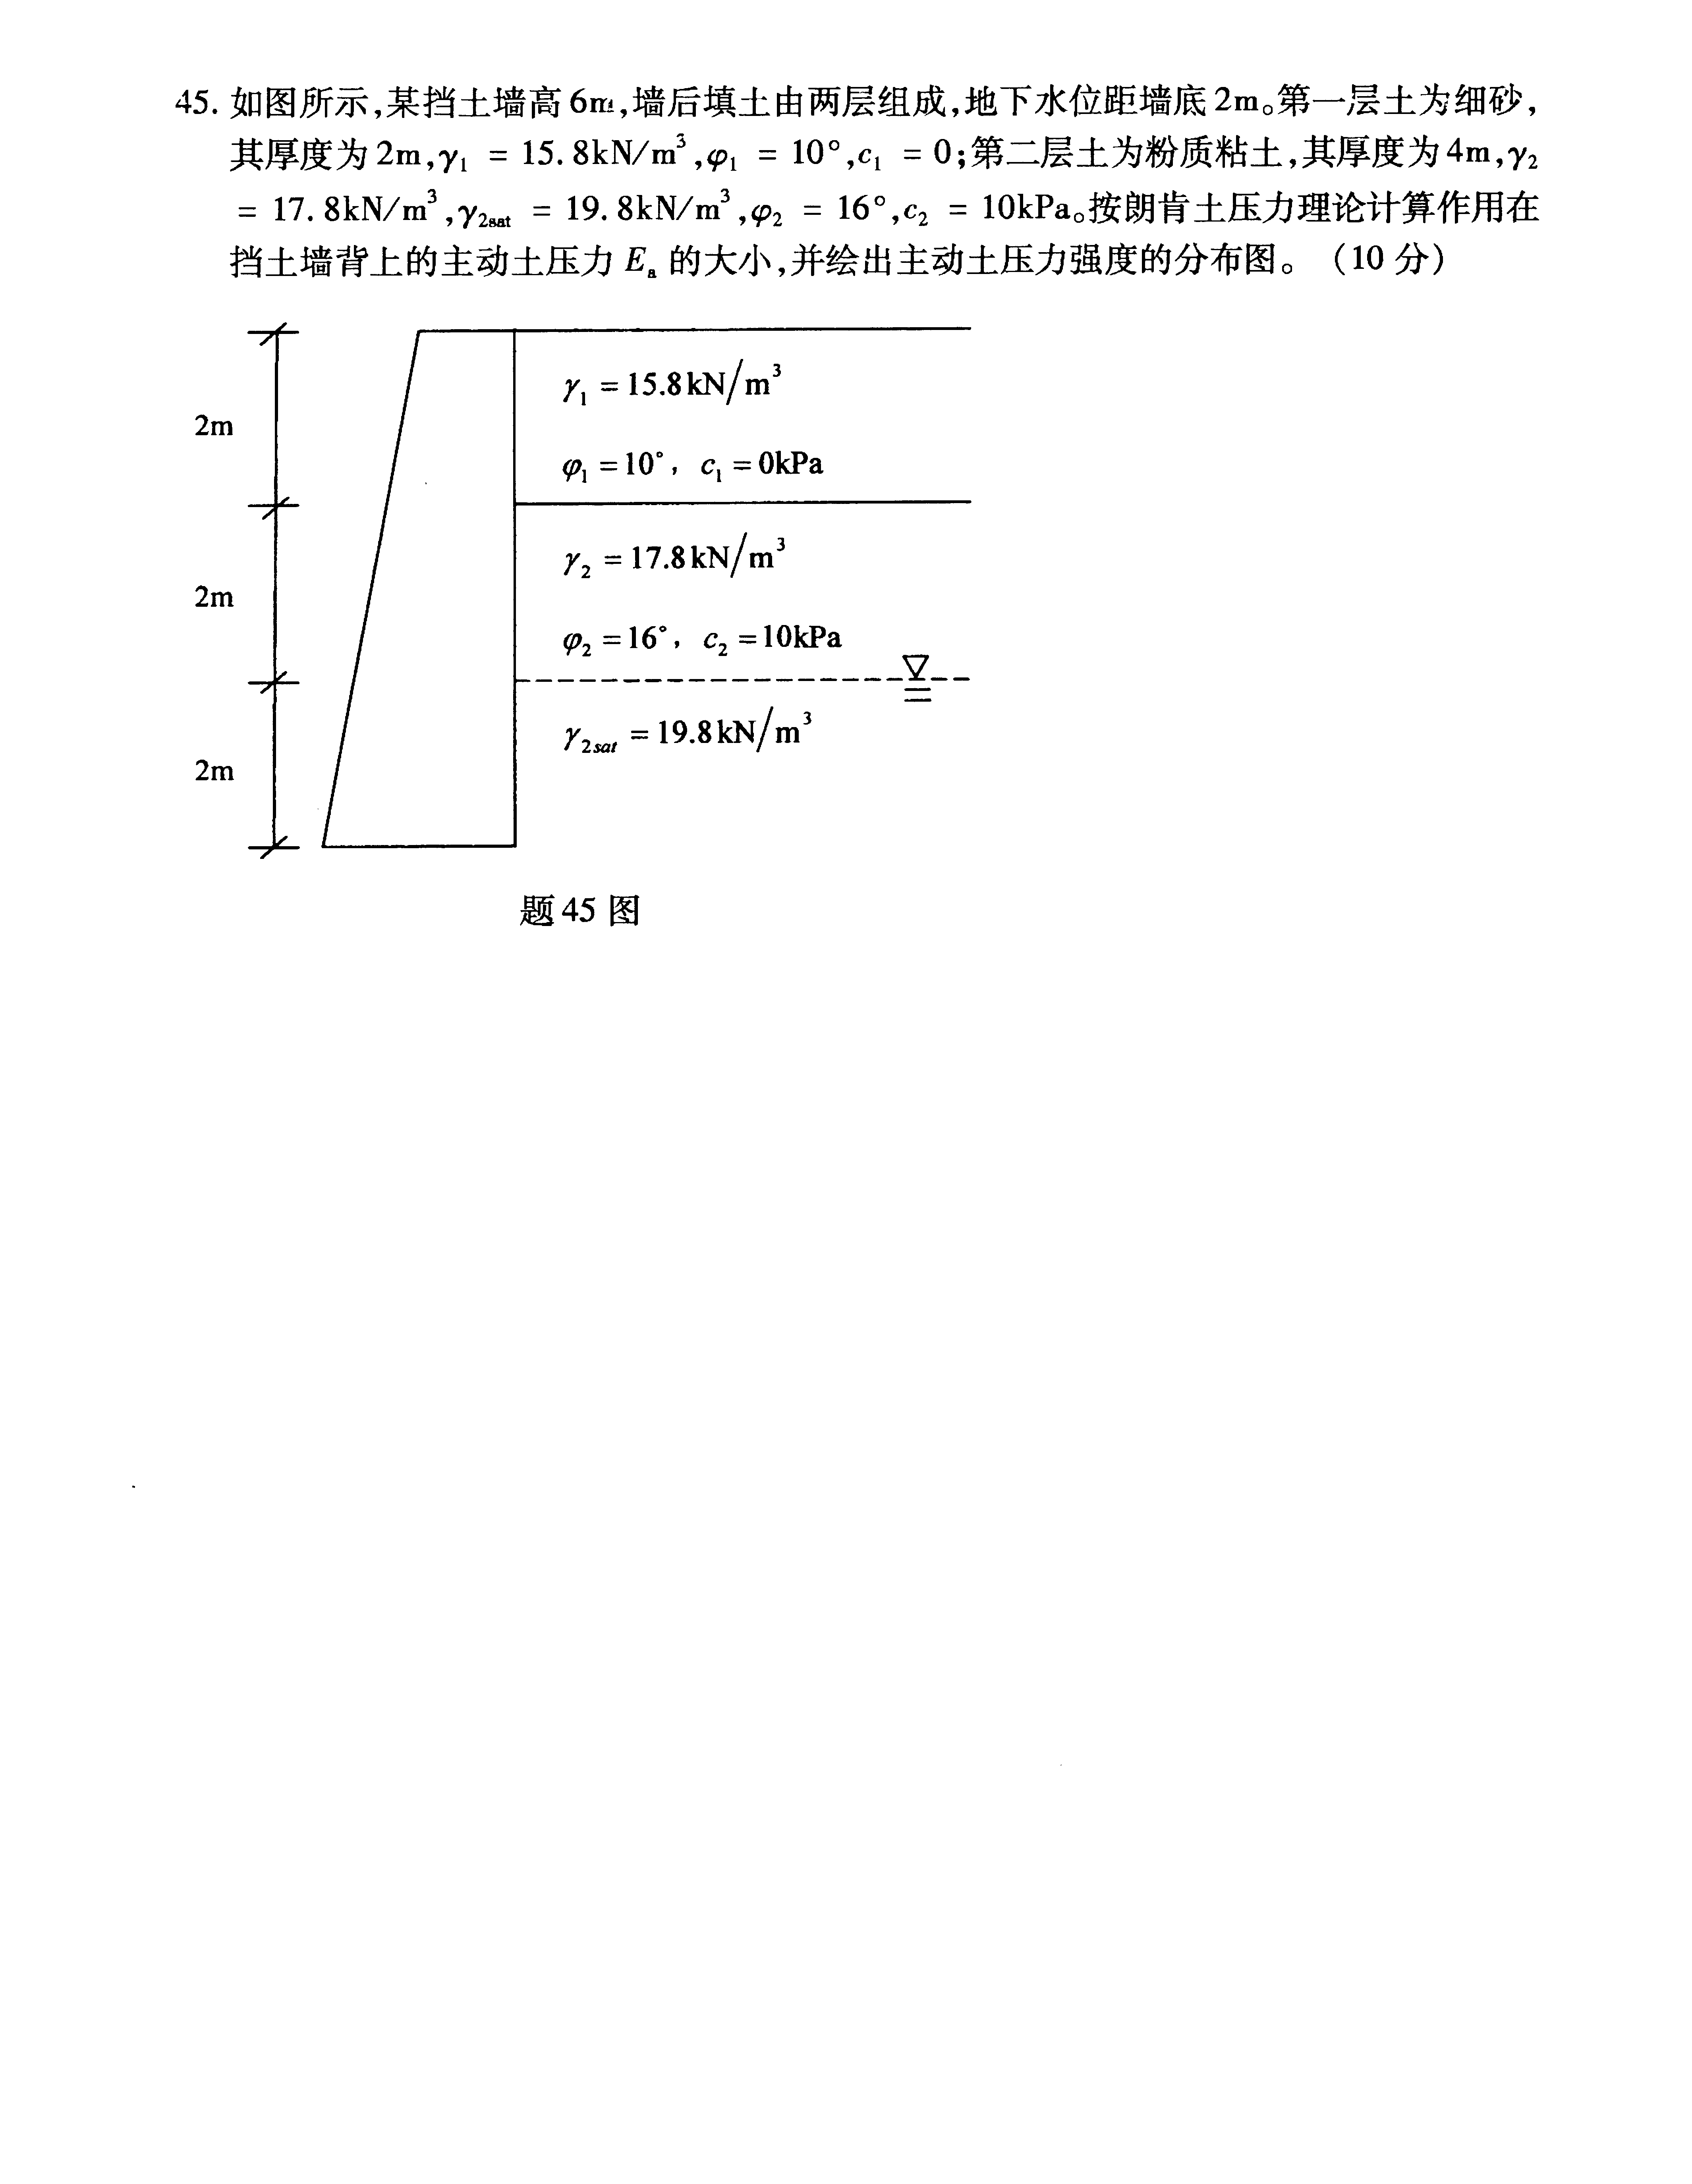 45. 如图所示,某挡土墙高6m,墙后填土由两层组成,地下水位距墙底2m。第一层土为细砂,
其厚度为2m,γ₁ = 15.8kN/m³,φ₁ = 10°,c₁ = 0;第二层土为粉质粘土,其厚度为4m,γ₂
= 17.8kN/m³,γ₂sat = 19.8kN/m³,φ₂ = 16°,c₂ = 10kPa。按朗肯土压力理论计算作用在
挡土墙背上的主动土压力 Eₐ 的大小,并绘出主动土压力强度的分布图。(10分)
γ₁ = 15.8kN/m³
2m
φ₁ = 10°, c₁ = 0kPa
γ₂ = 17.8kN/m³
2m
φ₂ = 16°, c₂ = 10kPa
γ₂sat = 19.8kN/m³
2m
题45图